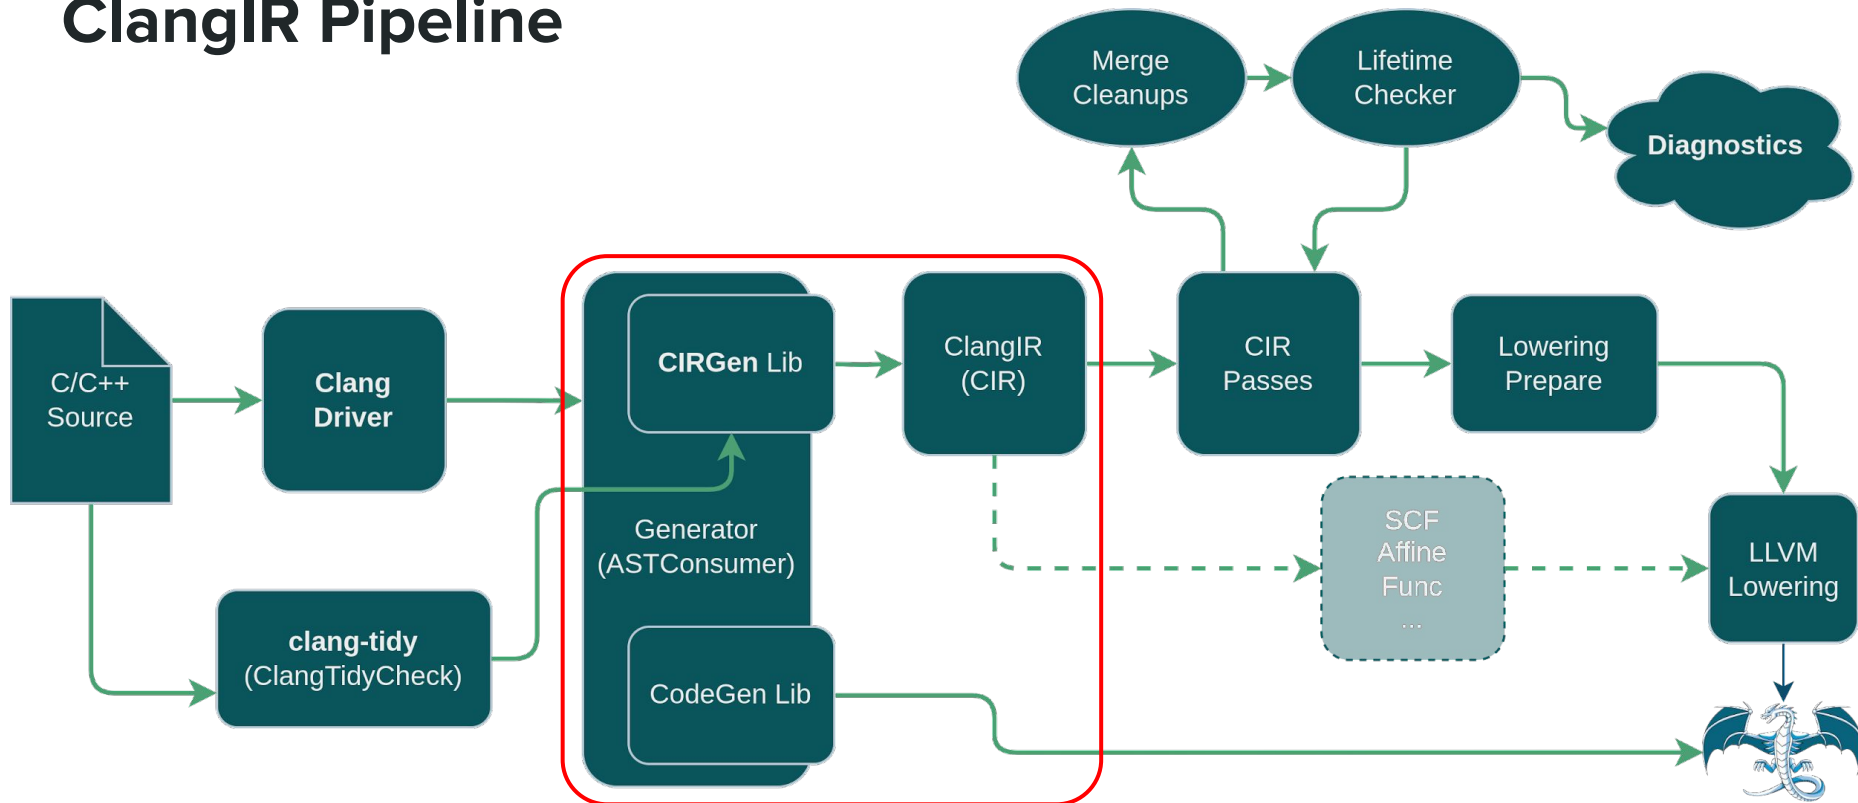 ClangIR Pipeline
Merge
Cleanups
Lifetime
Checker
Diagnostics
C/C++
Source
Clang
Driver
CIRGen Lib
ClangIR
(CIR)
CIR
Passes
Lowering
Prepare
Generator
(ASTConsumer)
SCF
Affine
Func
...
LLVM
Lowering
clang-tidy
(ClangTidyCheck)
CodeGen Lib